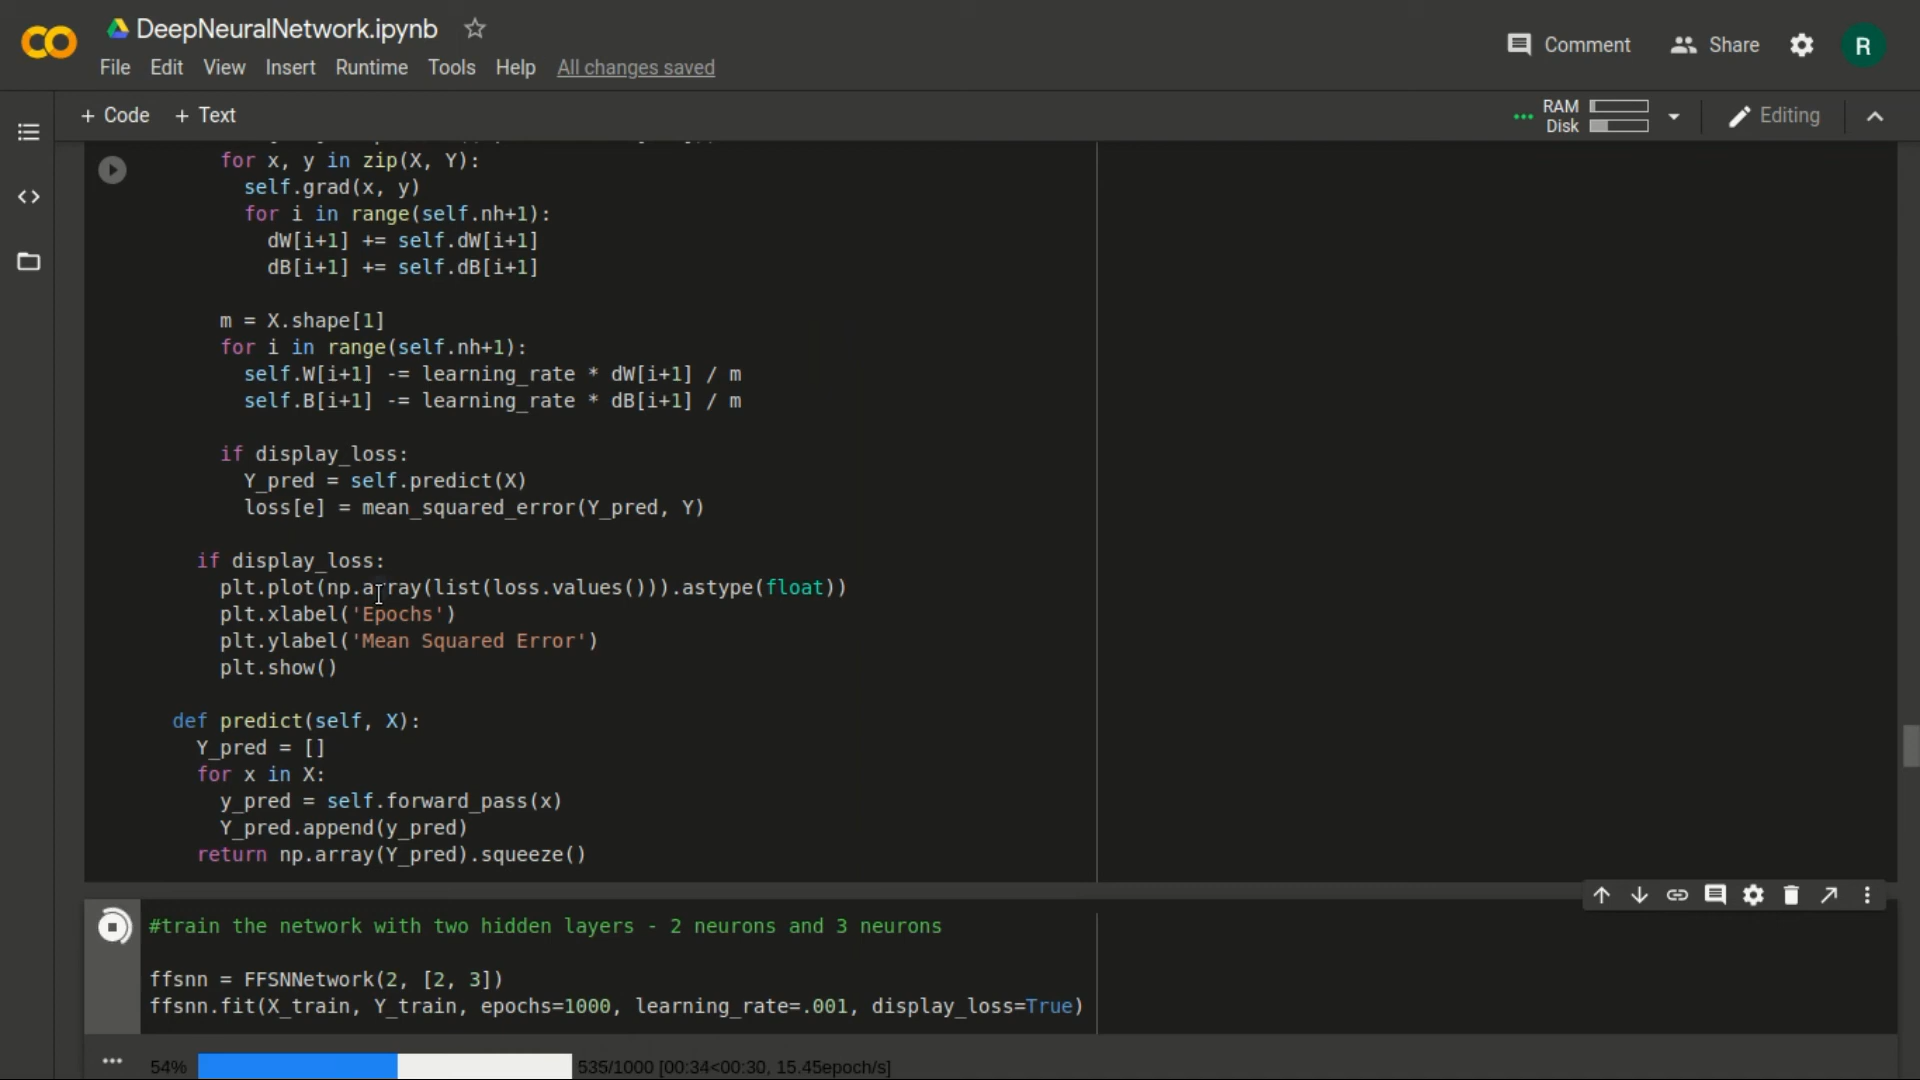 DeepNeuralNetwork.ipynb
File Edit View Insert Runtime Tools Help All changes saved
Comment Share R
+ Code + Text
RAM
Disk
Editing
for x, y in zip(X, Y):
self.grad(x, y)
for i in range(self.nh+1):
dW[i+1] += self.dW[i+1]
dB[i+1] += self.dB[i+1]
m = X.shape[1]
for i in range(self.nh+1):
self.W[i+1] -= learning_rate * dW[i+1] / m
self.B[i+1] -= learning_rate * dB[i+1] / m
if display_loss:
Y_pred = self.predict(X)
loss[e] = mean_squared_error(Y_pred, Y)
if display_loss:
plt.plot(np.array(list(loss.values())).astype(float))
plt.xlabel('Epochs')
plt.ylabel('Mean Squared Error')
plt.show()
def predict(self, X):
Y_pred = []
for x in X:
y_pred = self.forward_pass(x)
Y_pred.append(y_pred)
return np.array(Y_pred).squeeze()
#train the network with two hidden layers - 2 neurons and 3 neurons
ffsnn = FFSNNetwork(2, [2, 3])
ffsnn.fit(X_train, Y_train, epochs=1000, learning_rate=.001, display_loss=True)
54% 535/1000 [00:34<00:30, 15.45epoch/s]